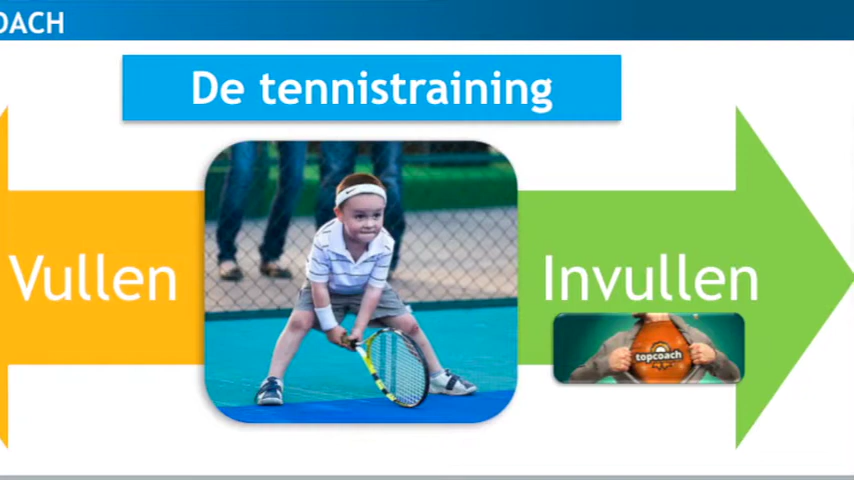 OACH
De tennistraining
Vullen
Invullen
topcoach